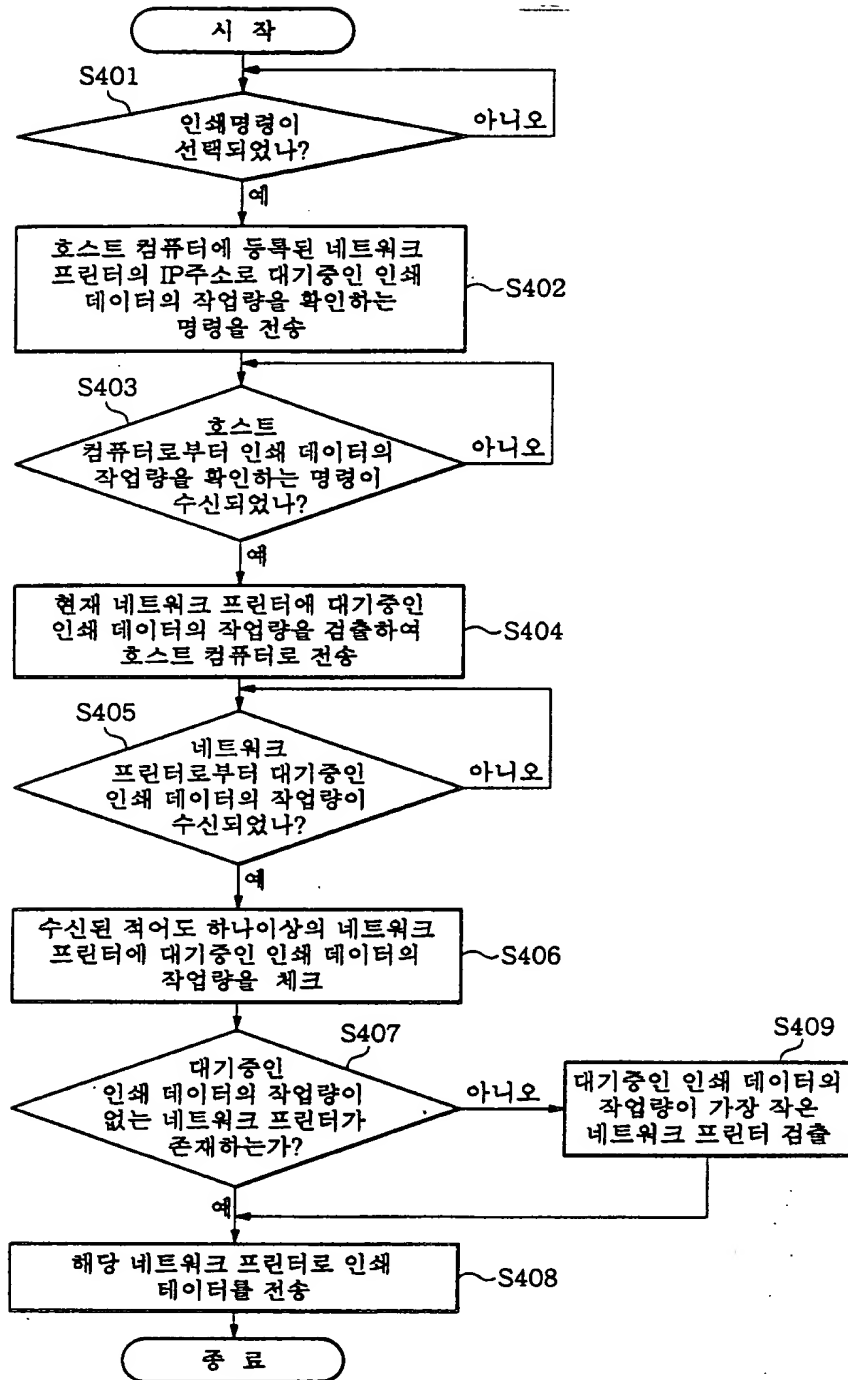 시 작
S401
인쇄명령이
선택되었나?
아니오
예
호스트 컴퓨터에 등록된 네트워크
프린터의 IP주소로 대기중인 인쇄
데이터의 작업량을 확인하는
명령을 전송
S402
S403
호스트
컴퓨터로부터 인쇄 데이터의
작업량을 확인하는 명령이
수신되었나?
아니오
예
현재 네트워크 프린터에 대기중인
인쇄 데이터의 작업량을 검출하여
호스트 컴퓨터로 전송
S404
S405
네트워크
프린터로부터 대기중인
인쇄 데이터의 작업량이
수신되었나?
아니오
예
수신된 적어도 하나이상의 네트워크
프린터에 대기중인 인쇄 데이터의
작업량을 체크
S406
S407
대기중인
인쇄 데이터의 작업량이
없는 네트워크 프린터가
존재하는가?
아니오
S409
대기중인 인쇄 데이터의
작업량이 가장 작은
네트워크 프린터 검출
예
해당 네트워크 프린터로 인쇄
테이터를 전송
S408
종 료